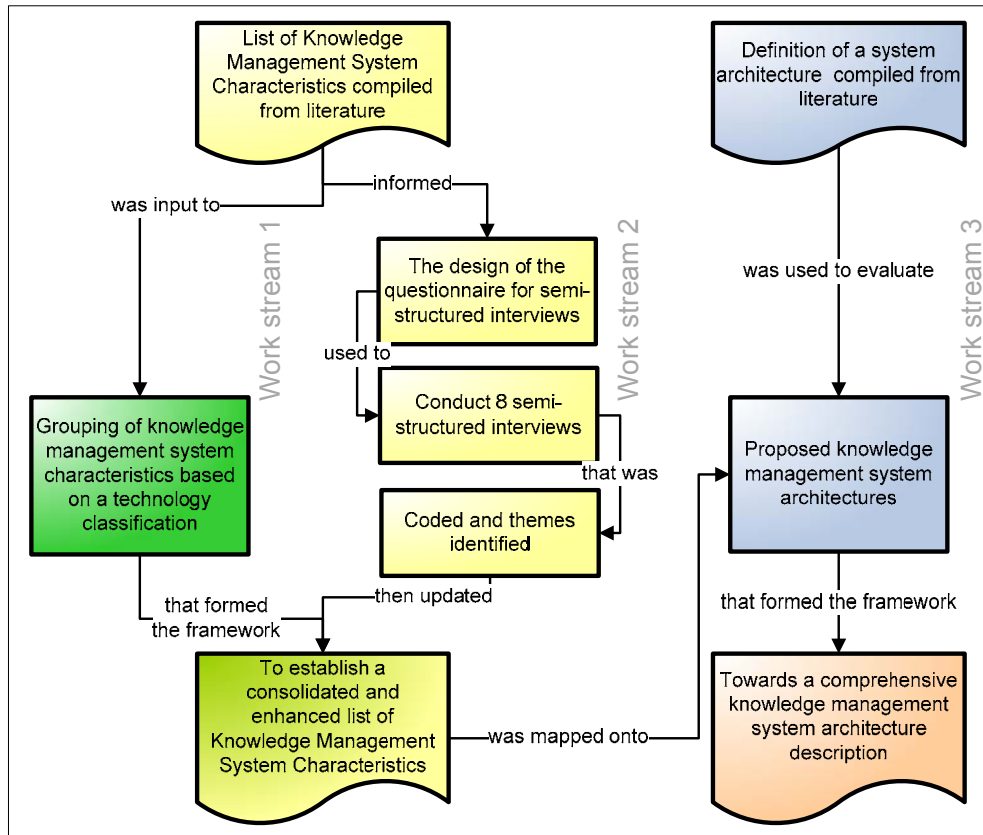 List of Knowledge
Management System
Characteristics compiled
from literature
Definition of a system
architecture compiled from
literature
informed
was input to
Work stream 1
Work stream 2
Work stream 3
The design of the
questionnaire for semi-
structured interviews
was used to evaluate
used to
Conduct 8 semi-
structured interviews
Grouping of knowledge
management system
characteristics based
on a technology
classification
that was
Proposed knowledge
management system
architectures
Coded and themes
identified
then updated
that formed
the framework
that formed the framework
To establish a
consolidated and
enhanced list of
Knowledge Management
System Characteristics
was mapped onto
Towards a comprehensive
knowledge management
system architecture
description